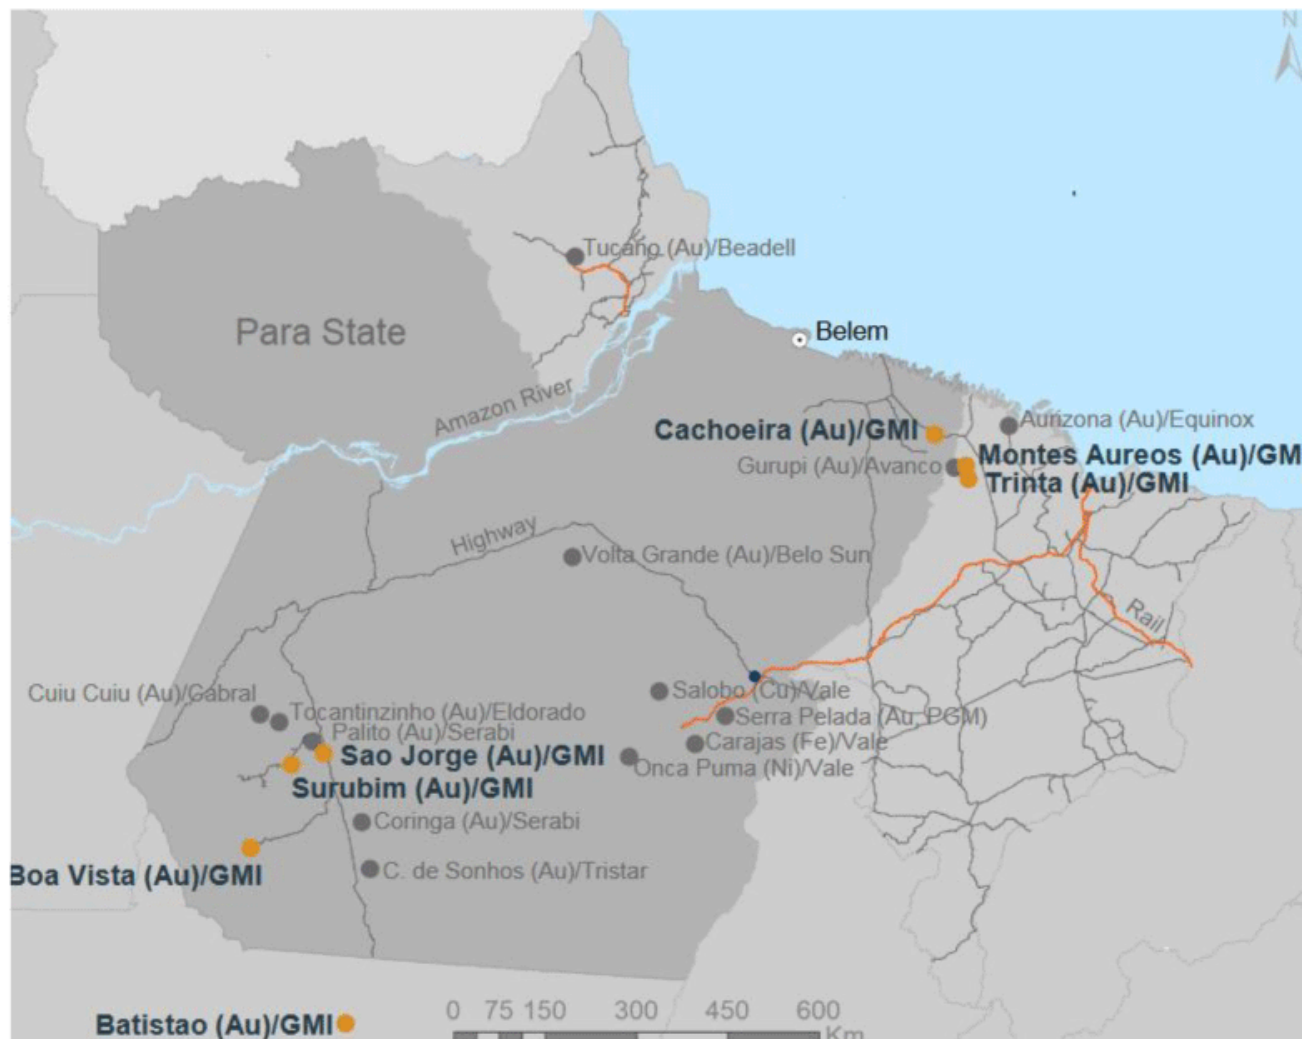 N
Tucano (Au)/Beadell
Para State
Belem
Amazon River
Cachoeira (Au)/GMI
Aurizona (Au)/Equinox
Gurupi (Au)/Avanco
Montes Aureos (Au)/GM
Trinta (Au)/GMI
Highway
Volta Grande (Au)/Belo Sun
Rail
Cuiu Cuiu (Au)/Cabral
Salobo (Cu)/Vale
Tocantinzinho (Au)/Eldorado
Serra Pelada (Au, PGM)
Palito (Au)/Serabi
Carajas (Fe)/Vale
Sao Jorge (Au)/GMI
Onca Puma (Ni)/Vale
Surubim (Au)/GMI
Coringa (Au)/Serabi
C. de Sonhos (Au)/Tristar
Boa Vista (Au)/GMI
0 75 150 300 450 600
Km
Batistao (Au)/GMI